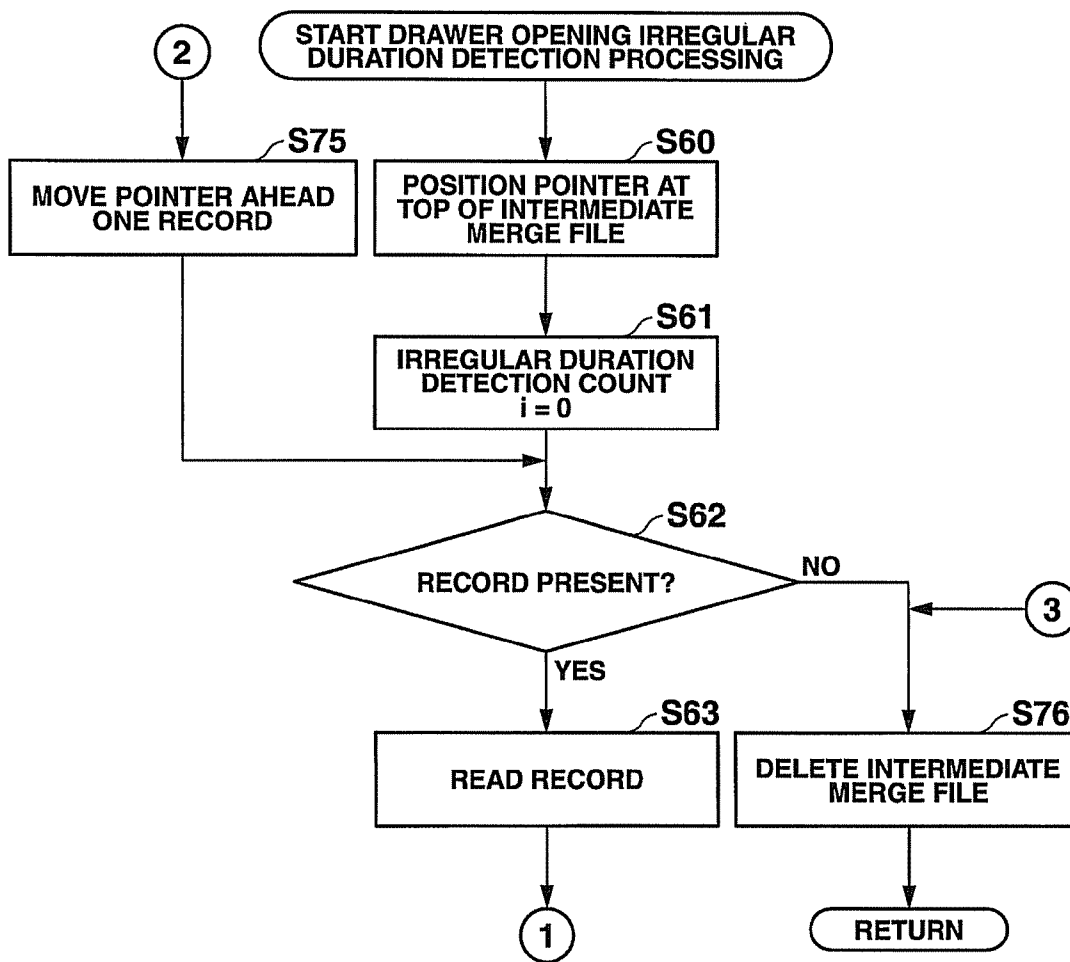 START DRAWER OPENING IRREGULAR
DURATION DETECTION PROCESSING
2
S75
MOVE POINTER AHEAD
ONE RECORD
S60
POSITION POINTER AT
TOP OF INTERMEDIATE
MERGE FILE
S61
IRREGULAR DURATION
DETECTION COUNT
i = 0
S62
RECORD PRESENT?
NO
3
YES
S63
READ RECORD
S76
DELETE INTERMEDIATE
MERGE FILE
1
RETURN